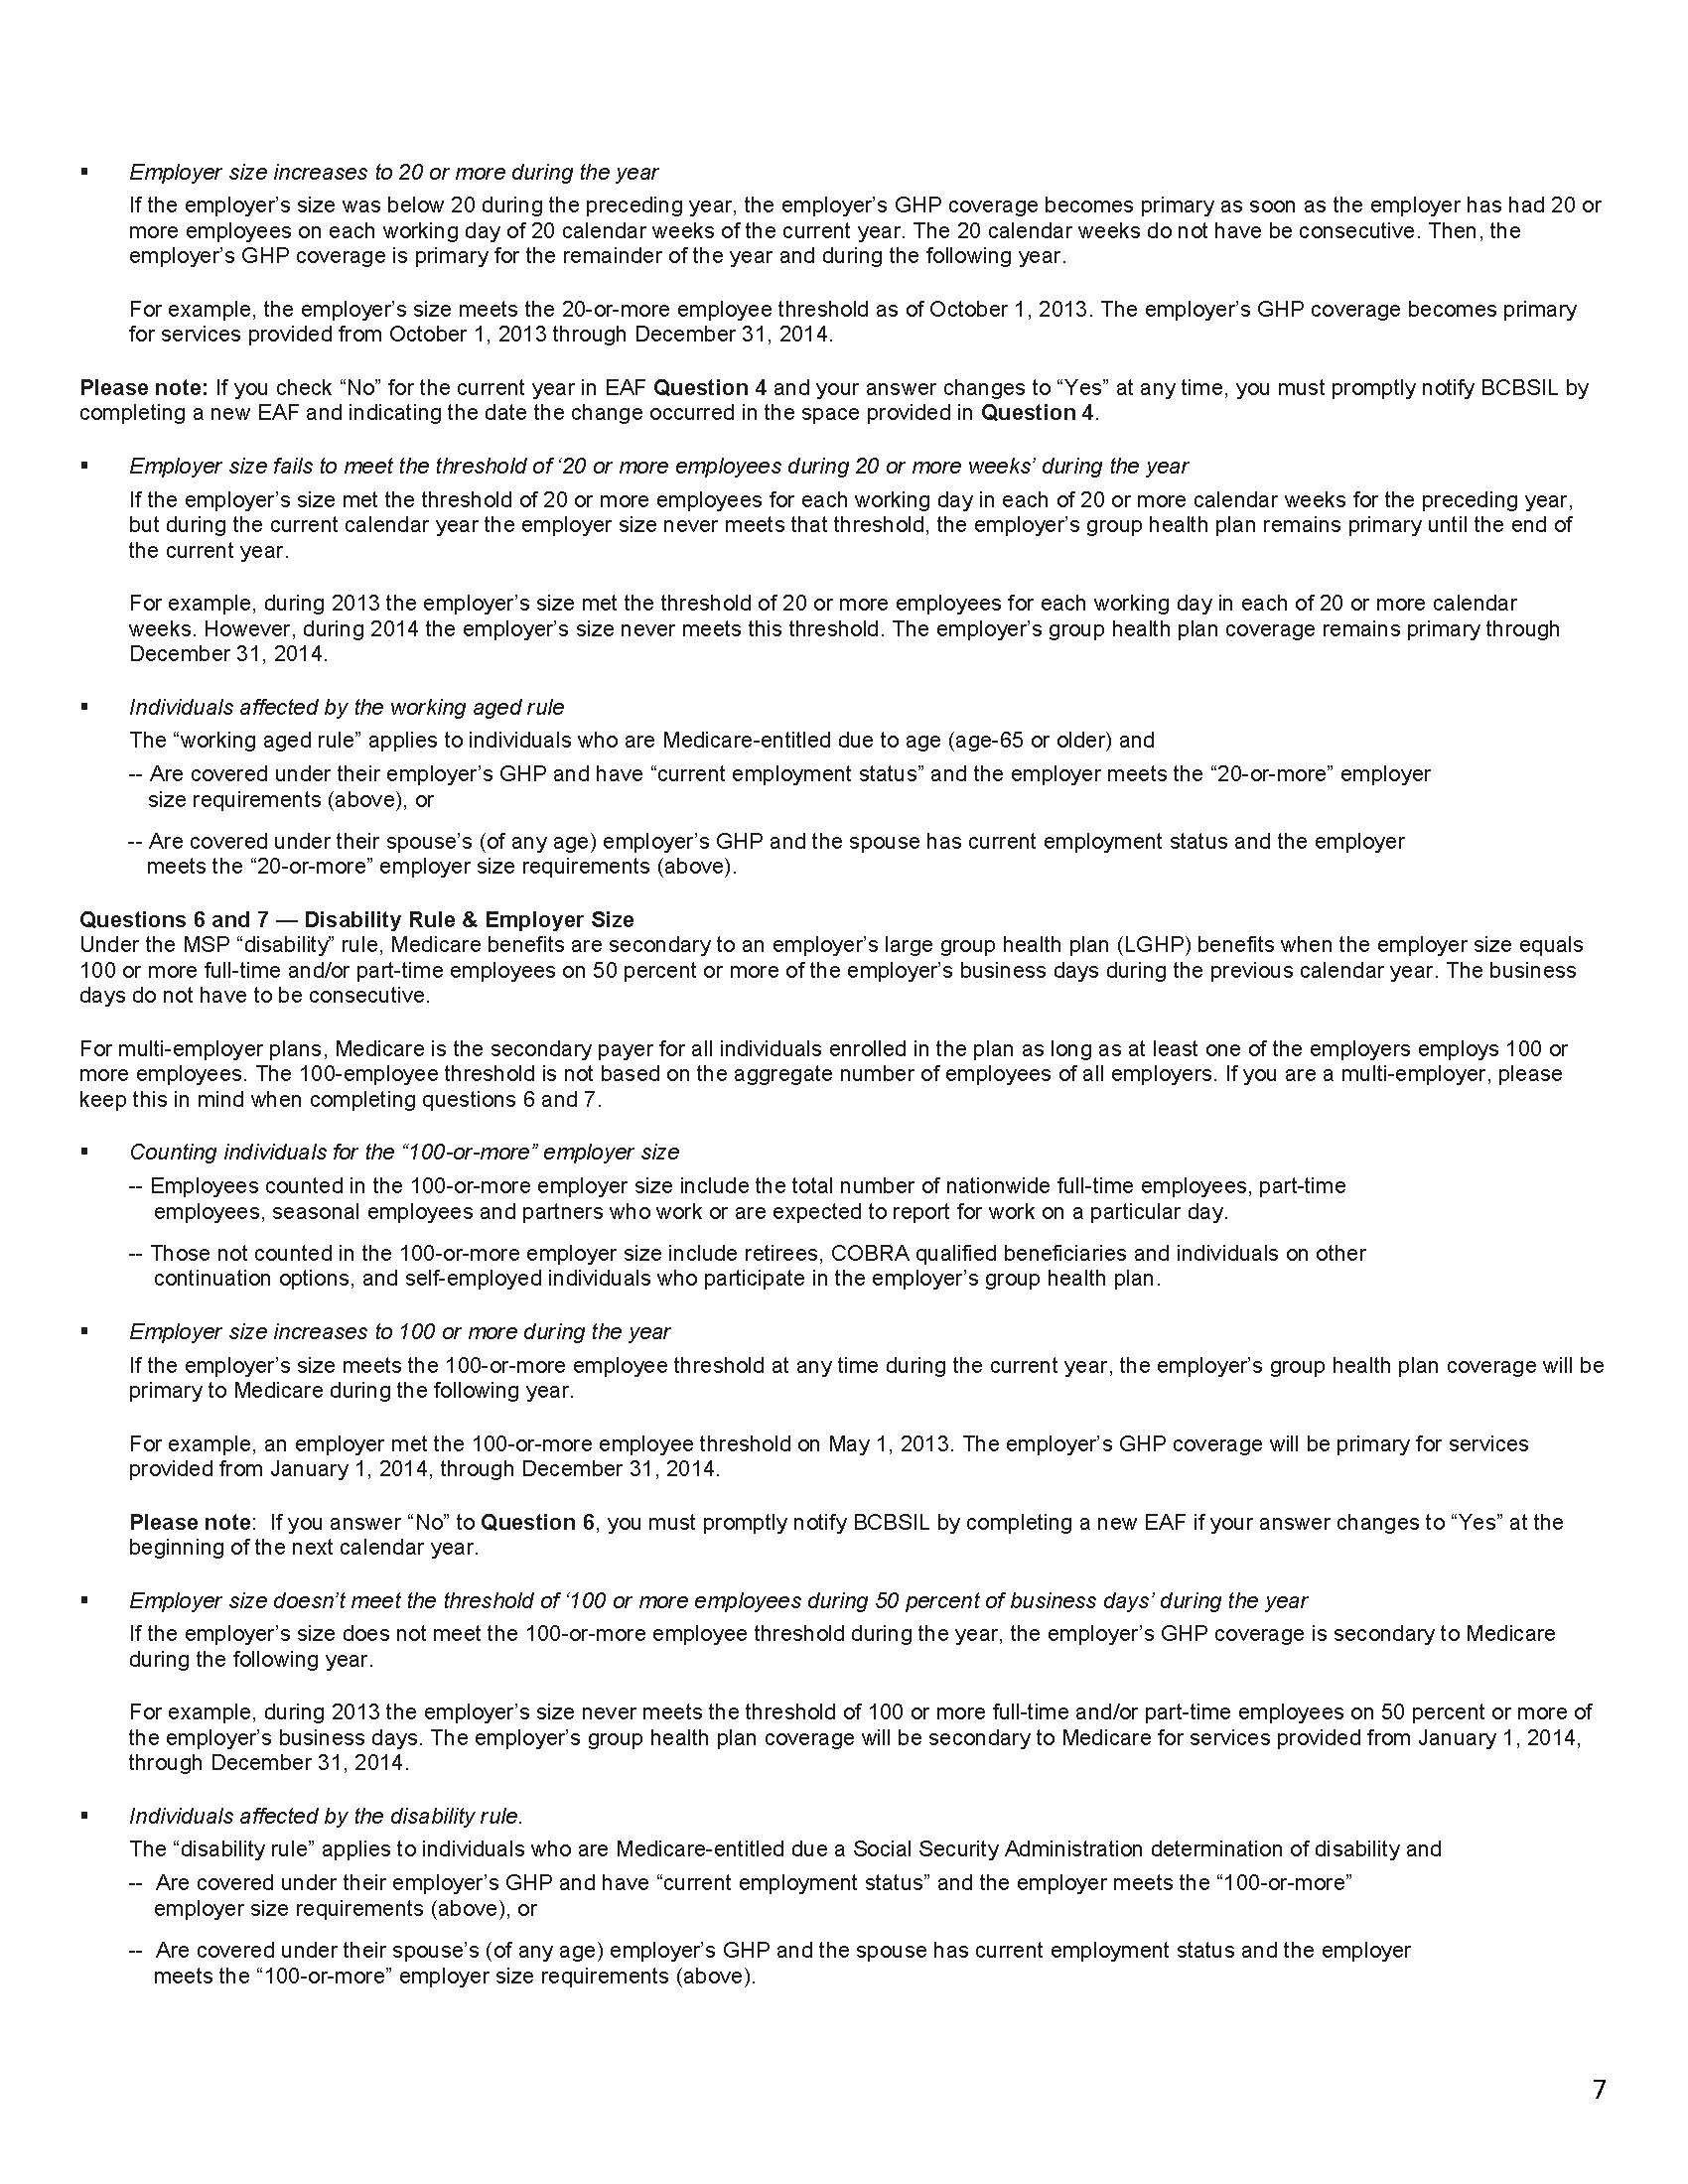 ▪ Employer size increases to 20 or more during the year
If the employer’s size was below 20 during the preceding year, the employer’s GHP coverage becomes primary as soon as the employer has had 20 or
more employees on each working day of 20 calendar weeks of the current year. The 20 calendar weeks do not have be consecutive. Then, the
employer’s GHP coverage is primary for the remainder of the year and during the following year.
For example, the employer’s size meets the 20-or-more employee threshold as of October 1, 2013. The employer’s GHP coverage becomes primary
for services provided from October 1, 2013 through December 31, 2014.
Please note: If you check “No” for the current year in EAF Question 4 and your answer changes to “Yes” at any time, you must promptly notify BCBSIL by
completing a new EAF and indicating the date the change occurred in the space provided in Question 4.
▪ Employer size fails to meet the threshold of ‘20 or more employees during 20 or more weeks’ during the year
If the employer’s size met the threshold of 20 or more employees for each working day in each of 20 or more calendar weeks for the preceding year,
but during the current calendar year the employer size never meets that threshold, the employer’s group health plan remains primary until the end of
the current year.
For example, during 2013 the employer’s size met the threshold of 20 or more employees for each working day in each of 20 or more calendar
weeks. However, during 2014 the employer’s size never meets this threshold. The employer’s group health plan coverage remains primary through
December 31, 2014.
▪ Individuals affected by the working aged rule
The “working aged rule” applies to individuals who are Medicare-entitled due to age (age-65 or older) and
-- Are covered under their employer’s GHP and have “current employment status” and the employer meets the “20-or-more” employer
size requirements (above), or
-- Are covered under their spouse’s (of any age) employer’s GHP and the spouse has current employment status and the employer
meets the “20-or-more” employer size requirements (above).
Questions 6 and 7 — Disability Rule & Employer Size
Under the MSP “disability” rule, Medicare benefits are secondary to an employer’s large group health plan (LGHP) benefits when the employer size equals
100 or more full-time and/or part-time employees on 50 percent or more of the employer’s business days during the previous calendar year. The business
days do not have to be consecutive.
For multi-employer plans, Medicare is the secondary payer for all individuals enrolled in the plan as long as at least one of the employers employs 100 or
more employees. The 100-employee threshold is not based on the aggregate number of employees of all employers. If you are a multi-employer, please
keep this in mind when completing questions 6 and 7.
▪ Counting individuals for the “100-or-more” employer size
-- Employees counted in the 100-or-more employer size include the total number of nationwide full-time employees, part-time
employees, seasonal employees and partners who work or are expected to report for work on a particular day.
-- Those not counted in the 100-or-more employer size include retirees, COBRA qualified beneficiaries and individuals on other
continuation options, and self-employed individuals who participate in the employer’s group health plan.
▪ Employer size increases to 100 or more during the year
If the employer’s size meets the 100-or-more employee threshold at any time during the current year, the employer’s group health plan coverage will be
primary to Medicare during the following year.
For example, an employer met the 100-or-more employee threshold on May 1, 2013. The employer’s GHP coverage will be primary for services
provided from January 1, 2014, through December 31, 2014.
Please note: If you answer “No” to Question 6, you must promptly notify BCBSIL by completing a new EAF if your answer changes to “Yes” at the
beginning of the next calendar year.
▪ Employer size doesn’t meet the threshold of ‘100 or more employees during 50 percent of business days’ during the year
If the employer’s size does not meet the 100-or-more employee threshold during the year, the employer’s GHP coverage is secondary to Medicare
during the following year.
For example, during 2013 the employer’s size never meets the threshold of 100 or more full-time and/or part-time employees on 50 percent or more of
the employer’s business days. The employer’s group health plan coverage will be secondary to Medicare for services provided from January 1, 2014,
through December 31, 2014.
▪ Individuals affected by the disability rule.
The “disability rule” applies to individuals who are Medicare-entitled due a Social Security Administration determination of disability and
-- Are covered under their employer’s GHP and have “current employment status” and the employer meets the “100-or-more”
employer size requirements (above), or
-- Are covered under their spouse’s (of any age) employer’s GHP and the spouse has current employment status and the employer
meets the “100-or-more” employer size requirements (above).
7